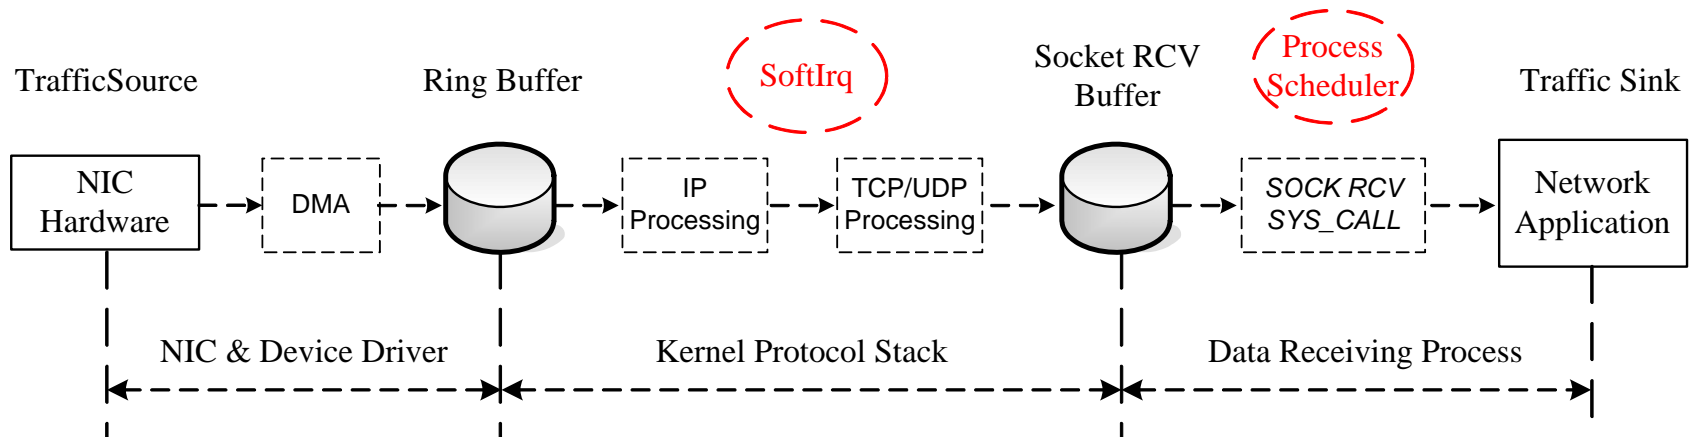 TrafficSource
Ring Buffer
SoftIrq
Socket RCV
Buffer
Process
Scheduler
Traffic Sink
NIC
Hardware
DMA
IP
Processing
TCP/UDP
Processing
SOCK RCV
SYS_CALL
Network
Application
NIC & Device Driver
Kernel Protocol Stack
Data Receiving Process